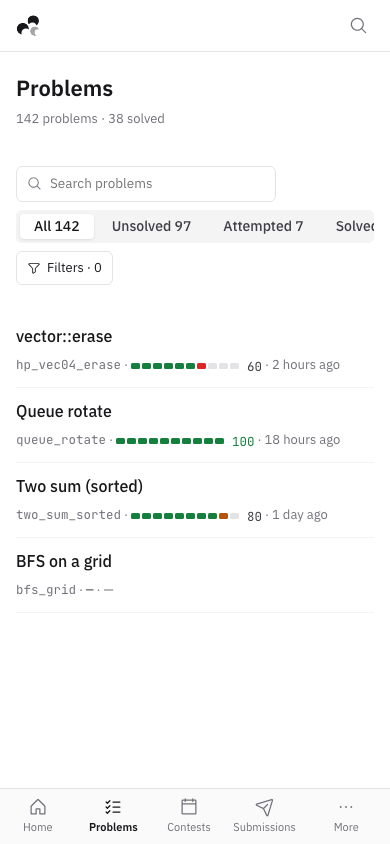 Problems
142 problems · 38 solved
Search problems
All 142 Unsolved 97 Attempted 7 Solved
Filters · 0
vector::erase
hp_vec04_erase · 60 · 2 hours ago
Queue rotate
queue_rotate · 100 · 18 hours ago
Two sum (sorted)
two_sum_sorted · 80 · 1 day ago
BFS on a grid
bfs_grid · — · —
Home Problems Contests Submissions More